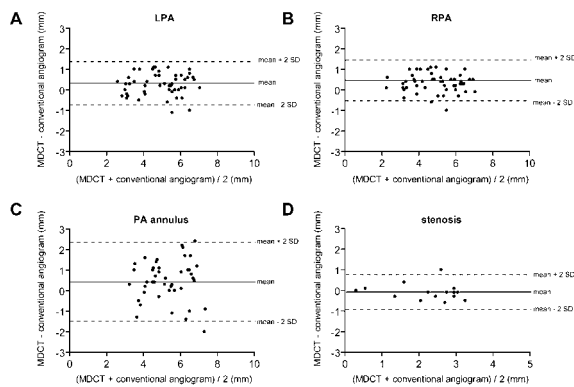 A
LPA
MDCT - conventional angiogram (mm)
3
2
1
0
-1
-2
-3
mean + 2 SD
mean
mean - 2 SD
0 2 4 6 8 10
(MDCT + conventional angiogram) / 2 (mm)
B
RPA
MDCT - conventional angiogram (mm)
3
2
1
0
-1
-2
-3
mean + 2 SD
mean
mean - 2 SD
0 2 4 6 8 10
(MDCT + conventional angiogram) / 2 (mm)
C
PA annulus
MDCT - conventional angiogram (mm)
3
2
1
0
-1
-2
-3
mean + 2 SD
mean
mean - 2 SD
0 2 4 6 8 10
(MDCT + conventional angiogram) / 2 (mm)
D
stenosis
MDCT - conventional angiogram (mm)
3
2
1
0
-1
-2
-3
mean + 2 SD
mean
mean - 2 SD
0 1 2 3 4 5
(MDCT + conventional angiogram) / 2 (mm)